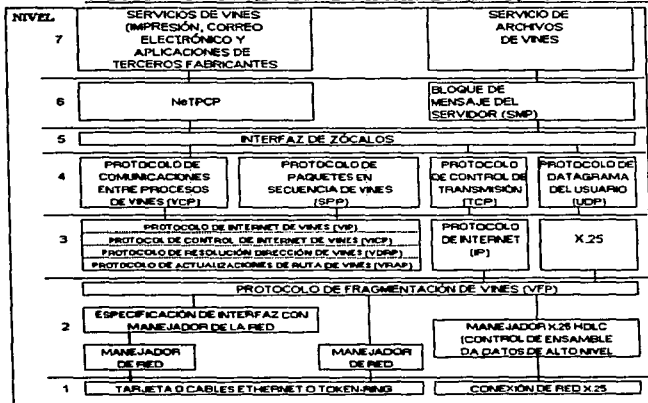 NIVEL
7
SERVICIOS DE VINES
(IMPRESIÓN, CORREO
ELECTRÓNICO Y
APLICACIONES DE
TERCEROS FABRICANTES
SERVICIO DE
ARCHIVOS
DE VINES
6
NeTPCP
BLOQUE DE
MENSAJE DEL
SERVIDOR (SMP)
5
INTERFAZ DE ZÓCALOS
4
PROTOCOLO DE
COMUNICACIONES
ENTRE PROCESOS
DE VINES (VCP)
PROTOCOLO DE
PAQUETES EN
SECUENCIA DE VINES
(SPP)
PROTOCOLO
DE CONTROL DE
TRANSMISIÓN
(TCP)
PROTOCOLO DE
DATAGRAMA
DEL USUARIO
(UDP)
3
PROTOCOLO DE INTERNET DE VINES (VIP)
PROTOCOL DE CONTROL DE INTERNET DE VINES (VICP)
PROTOCOLO DE RESOLUCIÓN DIRECCIÓN DE VINES (VDRP)
PROTOCOLO DE ACTUALIZACIONES DE RUTA DE VINES (VRAP)
PROTOCOLO
DE INTERNET
(IP)
X.25
PROTOCOLO DE FRAGMENTACIÓN DE VINES (VFP)
2
ESPECIFICACIÓN DE INTERFAZ CON
MANEJADOR DE LA RED
MANEJADOR
DE RED
MANEJADOR
DE RED
MANEJADOR X.25 HDLC
(CONTROL DE ENSAMBLE
DA DATOS DE ALTO NIVEL
1
TARJETA O CABLES ETHERNET O TOKEN-RING
CONEXIÓN DE RED X.25